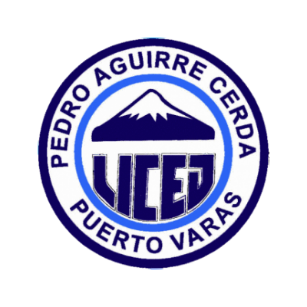 PEDRO AGUIRRE CERDA
LICEO
PUERTO VARAS